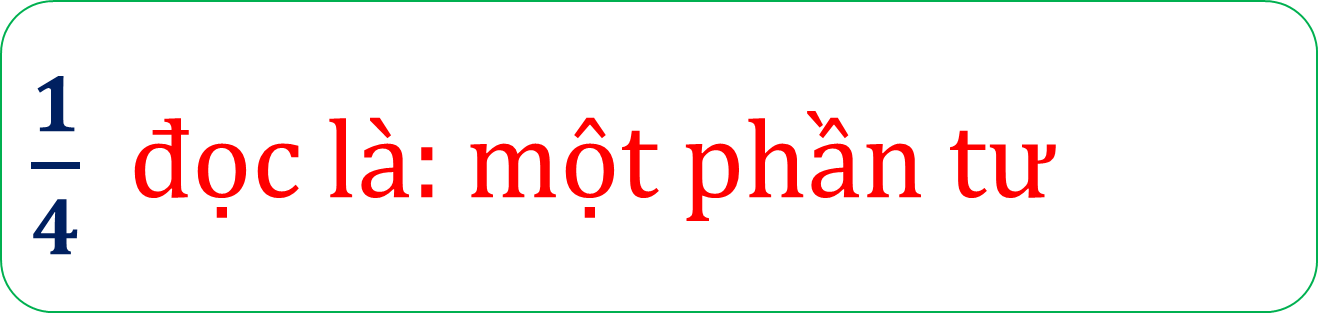 1/4 đọc là: một phần tư